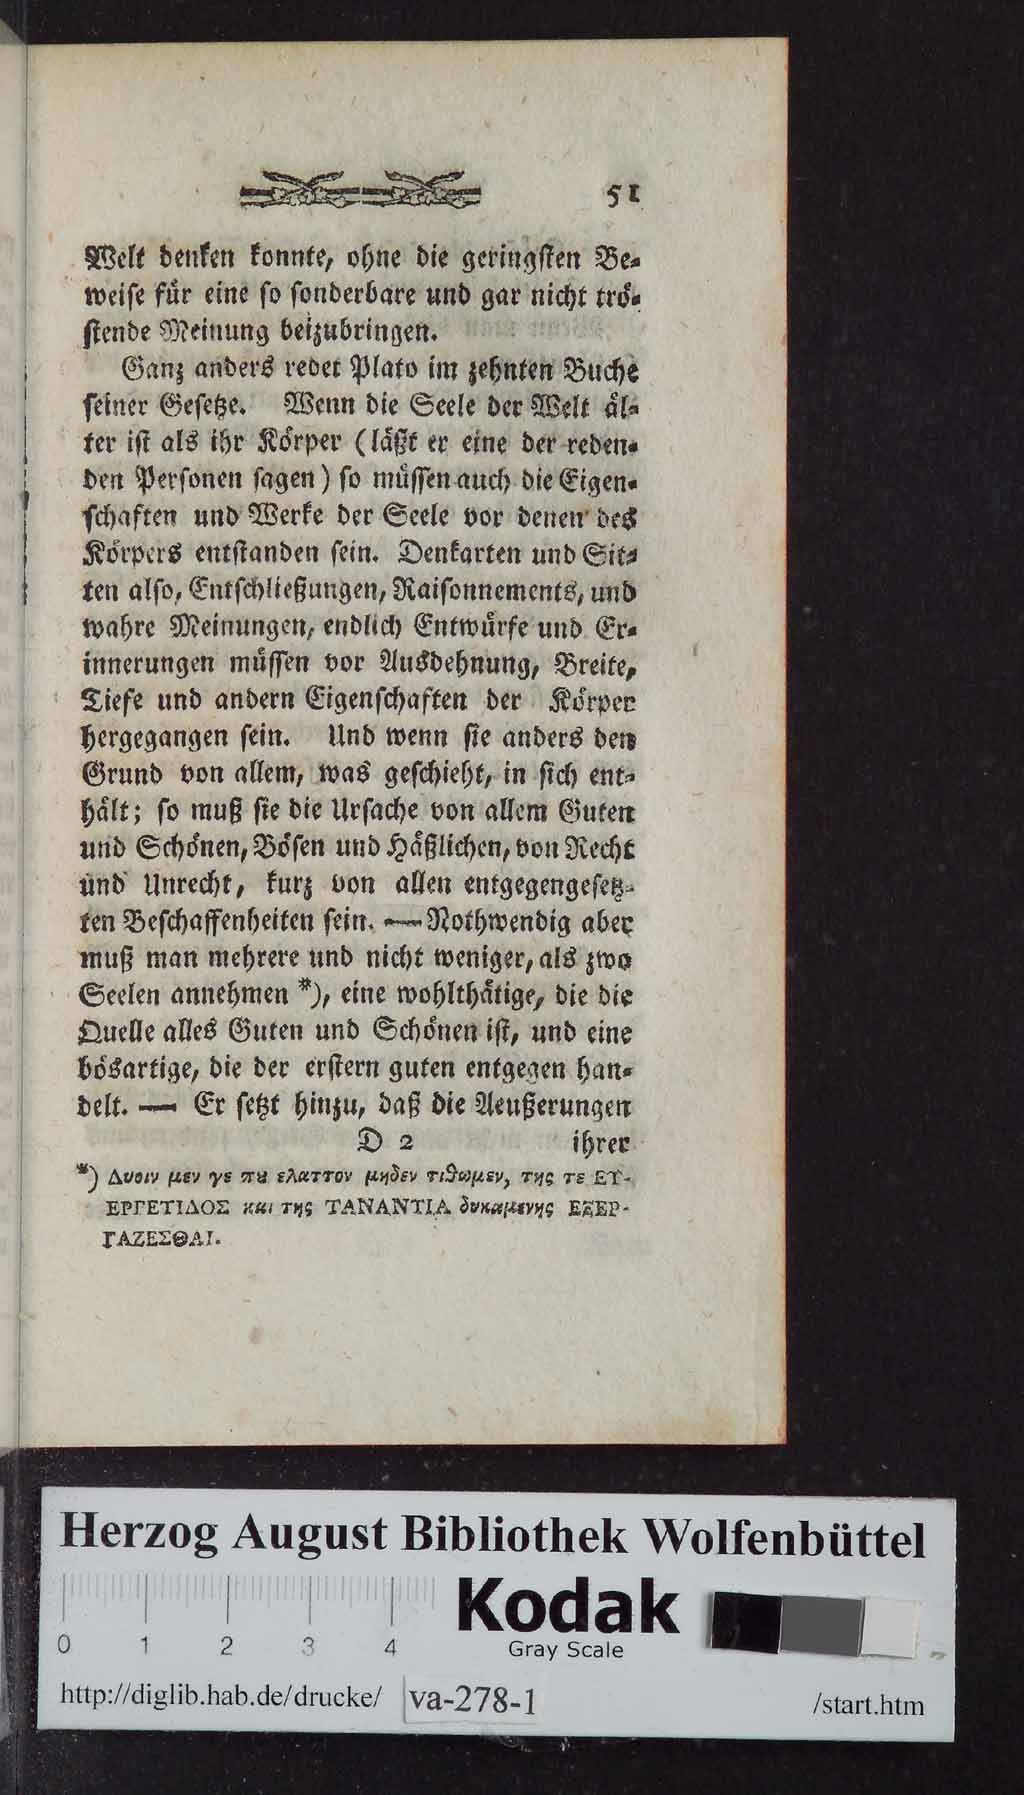 51
Welt denken konnte, ohne die geringsten Be-
weise für eine so sonderbare und gar nicht trö-
stende Meinung beizubringen.
Ganz anders redet Plato im zehnten Buche
seiner Gesetze. Wenn die Seele der Welt äl-
ter ist als ihr Körper (läßt er eine der reden-
den Personen sagen) so müssen auch die Eigen-
schaften und Werke der Seele vor denen des
Körpers entstanden sein. Denkarten und Sit-
ten also, Entschließungen, Raisonnements, und
wahre Meinungen, endlich Entwürfe und Er-
innerungen müssen vor Ausdehnung, Breite,
Tiefe und andern Eigenschaften der Körper
hergegangen sein. Und wenn sie anders den
Grund von allem, was geschieht, in sich ent-
hält; so muß sie die Ursache von allem Guten
und Schönen, Bösen und Häßlichen, von Recht
und Unrecht, kurz von allen entgegengesetz-
ten Beschaffenheiten sein. — Nothwendig aber
muß man mehrere und nicht weniger, als zwo
Seelen annehmen *), eine wohlthätige, die die
Quelle alles Guten und Schönen ist, und eine
bösartige, die der erstern guten entgegen han-
delt. — Er setzt hinzu, daß die Aeußerungen
D 2 ihrer
*) Δυοιν μεν γε πȣ ελαττον μηδεν τιθωμεν, της τε ΕΥ-
ΕΡΓΕΤΙΔΟΣ και της ΤΑΝΑΝΤΙΑ δυναμενης ΕΞΕΡ-
ΓΑΖΕΣΘΑΙ.
Herzog August Bibliothek Wolfenbüttel
0 1 2 3 4
Kodak
Gray Scale
http://diglib.hab.de/drucke/ va-278-1 /start.htm